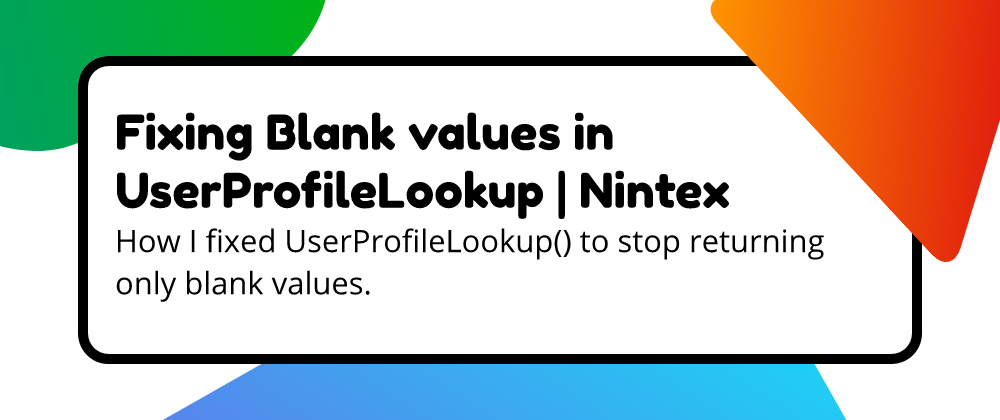 Fixing Blank values in
UserProfileLookup | Nintex
How I fixed UserProfileLookup() to stop returning
only blank values.